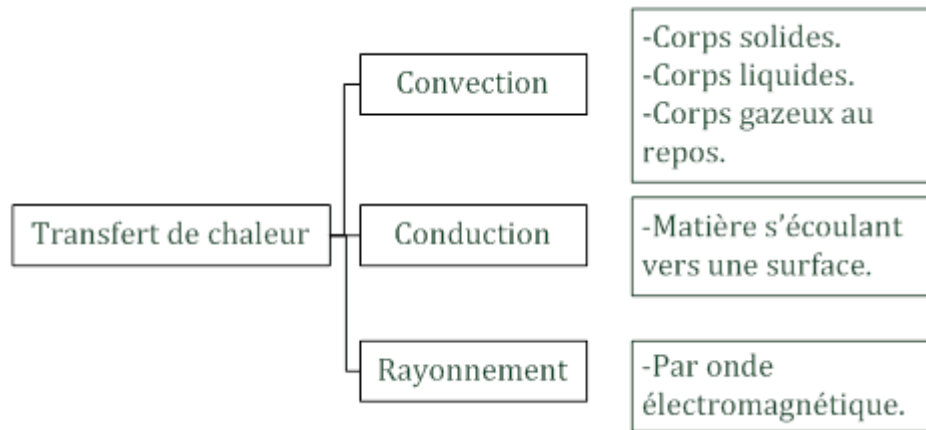 Convection
-Corps solides.
-Corps liquides.
-Corps gazeux au
repos.
Transfert de chaleur
Conduction
-Matière s’écoulant
vers une surface.
Rayonnement
-Par onde
électromagnétique.